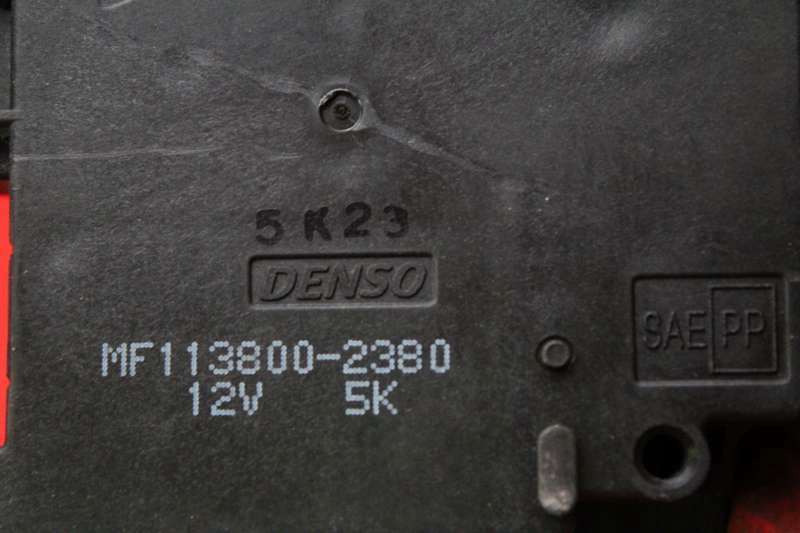 5K23
DENSO
SAE PP
MF113800-2380
12V 5K